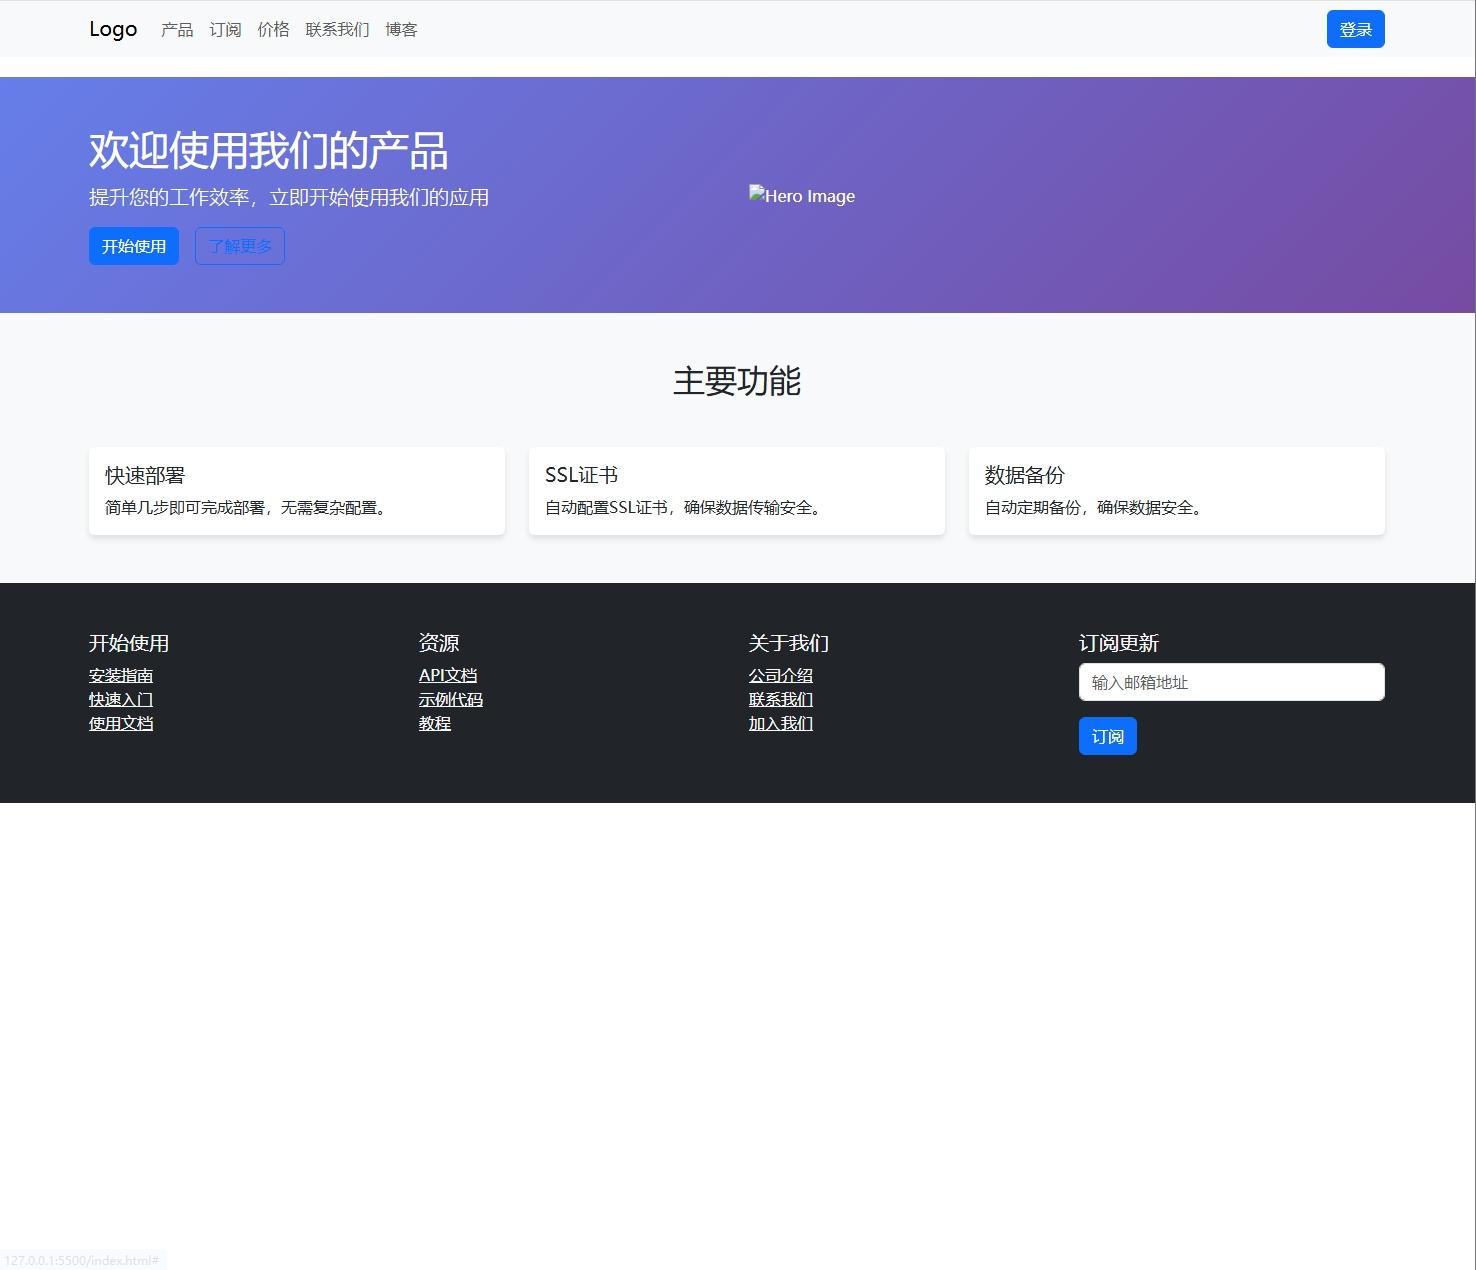 Logo 产品 订阅 价格 联系我们 博客 登录
欢迎使用我们的产品
提升您的工作效率，立即开始使用我们的应用
开始使用 了解更多
Hero Image
主要功能
快速部署
简单几步即可完成部署，无需复杂配置。
SSL证书
自动配置SSL证书，确保数据传输安全。
数据备份
自动定期备份，确保数据安全。
开始使用
安装指南
快速入门
使用文档
资源
API文档
示例代码
教程
关于我们
公司介绍
联系我们
加入我们
订阅更新
输入邮箱地址
订阅
127.0.0.1:5500/index.html#